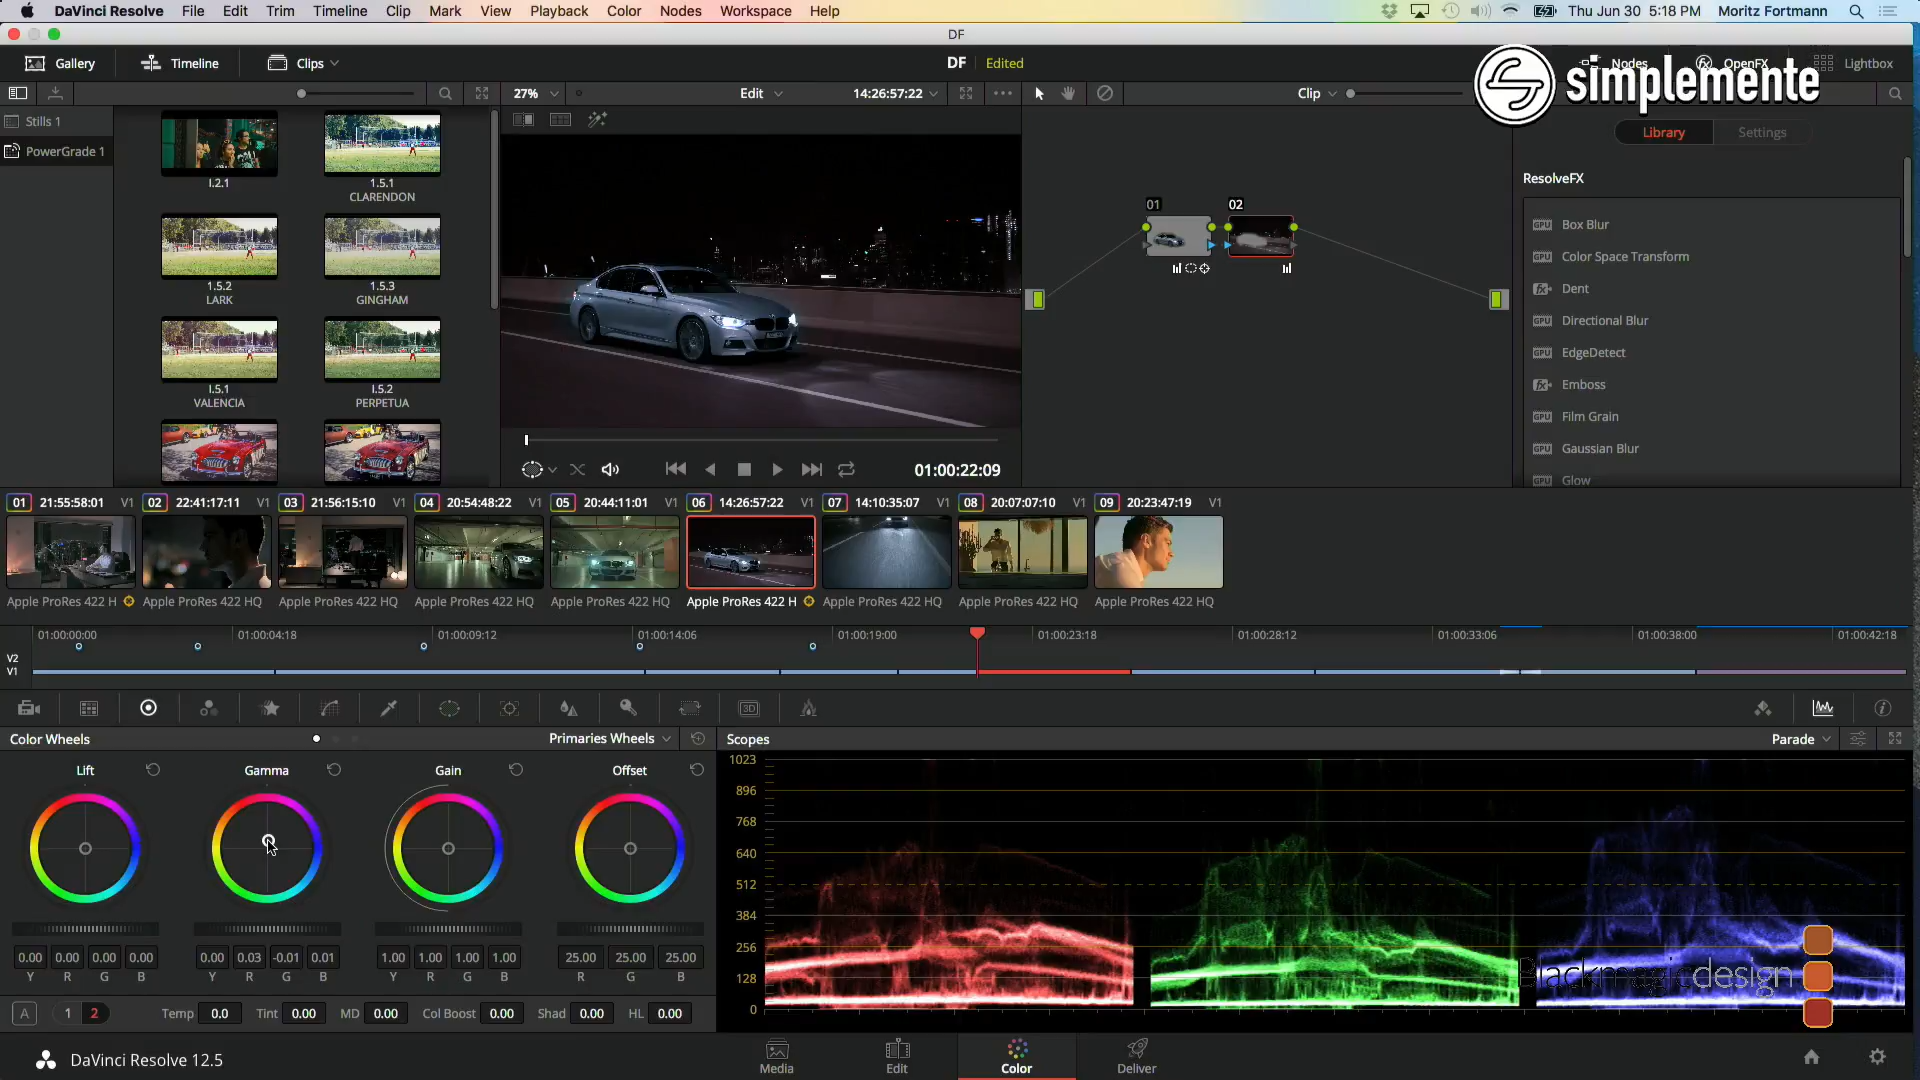 DaVinci Resolve File Edit Trim Timeline Clip Mark View Playback Color Nodes Workspace Help Thu Jun 30 5:18 PM Moritz Fortmann
DF
Gallery Timeline Clips DF Edited Nodes OpenFX Lightbox
simplemente
27% Edit 14:26:57:22 Clip
Stills 1
PowerGrade 1
Library Settings
ResolveFX
Box Blur
Color Space Transform
Dent
Directional Blur
EdgeDetect
Emboss
Film Grain
Gaussian Blur
Glow
1.2.1 1.5.1
CLARENDON
1.5.2 1.5.3
LARK GINGHAM
1.5.1 1.5.2
VALENCIA PERPETUA
01 02
01:00:22:09
01 21:55:58:01 V1 02 22:41:17:11 V1 03 21:56:15:10 V1 04 20:54:48:22 V1 05 20:44:11:01 V1 06 14:26:57:22 V1 07 14:10:35:07 V1 08 20:07:07:10 V1 09 20:23:47:19 V1
Apple ProRes 422 H Apple ProRes 422 HQ Apple ProRes 422 HQ Apple ProRes 422 HQ Apple ProRes 422 HQ Apple ProRes 422 H Apple ProRes 422 HQ Apple ProRes 422 HQ Apple ProRes 422 HQ
01:00:00:00 01:00:04:18 01:00:09:12 01:00:14:06 01:00:19:00 01:00:23:18 01:00:28:12 01:00:33:06 01:00:38:00 01:00:42:18
V2
V1
3D
Color Wheels Primaries Wheels Scopes Parade
Lift Gamma Gain Offset
1023
896
768
640
512
384
256
128
0
0.00 0.00 0.00 0.00 0.00 0.03 -0.01 0.01 1.00 1.00 1.00 1.00 25.00 25.00 25.00
Y R G B Y R G B Y R G B R G B
A 1 2 Temp 0.0 Tint 0.00 MD 0.00 Col Boost 0.00 Shad 0.00 HL 0.00
Blackmagicdesign
DaVinci Resolve 12.5 Media Edit Color Deliver